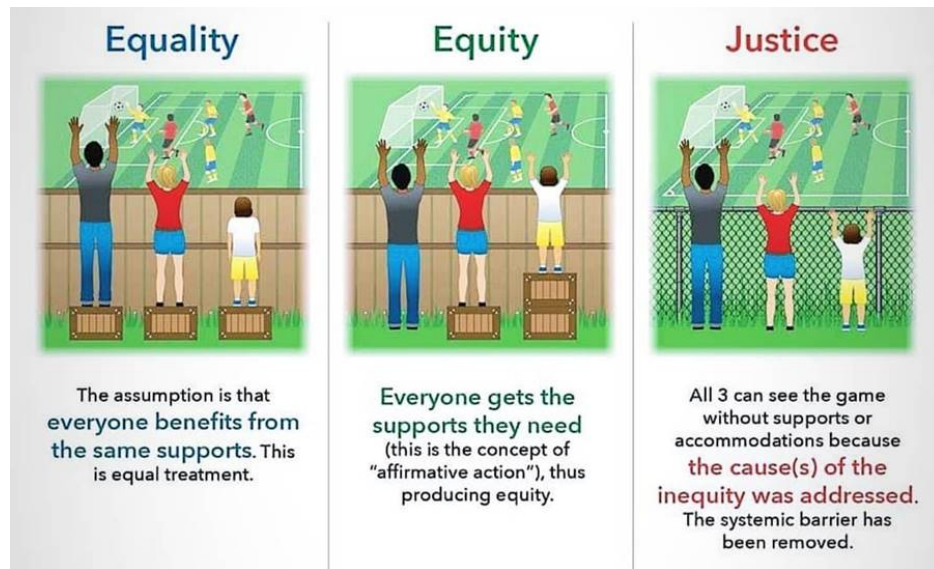 Equality
The assumption is that
everyone benefits from
the same supports. This
is equal treatment.
Equity
Everyone gets the
supports they need
(this is the concept of
"affirmative action"), thus
producing equity.
Justice
All 3 can see the game
without supports or
accommodations because
the cause(s) of the
inequity was addressed.
The systemic barrier has
been removed.